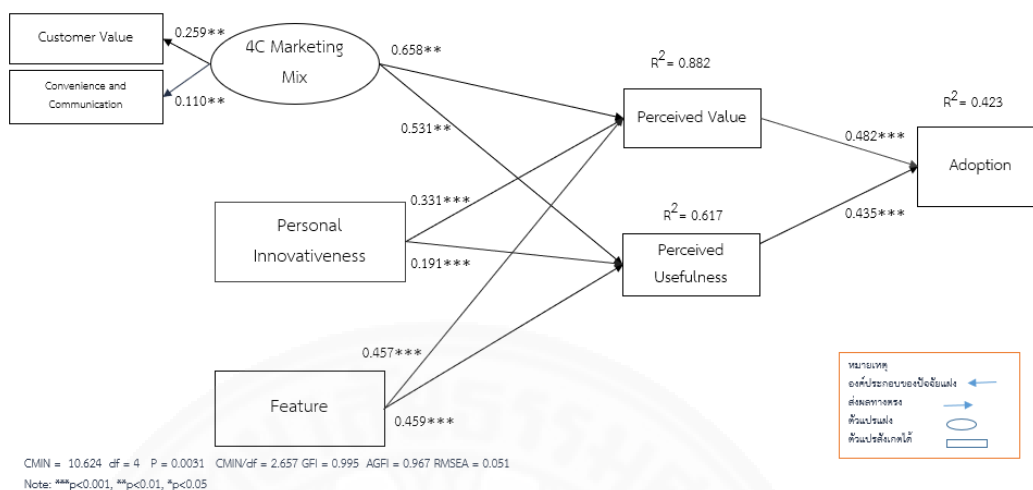 Customer Value
0.259**
4C Marketing
Mix
Convenience and
Communication
0.110**
0.658**
0.531**
R2= 0.882
Perceived Value
R2= 0.423
0.482***
Adoption
0.435***
0.331***
Personal
Innovativeness
0.191***
R2= 0.617
Perceived
Usefulness
0.457***
Feature
0.459***
หมายเหตุ
องค์ประกอบของปัจจัยแฝง
ส่งผลทางตรง
ตัวแปรแฝง
ตัวแปรสังเกตได้
CMIN = 10.624 df = 4 P = 0.0031 CMIN/df = 2.657 GFI = 0.995 AGFI = 0.967 RMSEA = 0.051
Note: ***p<0.001, **p<0.01, *p<0.05